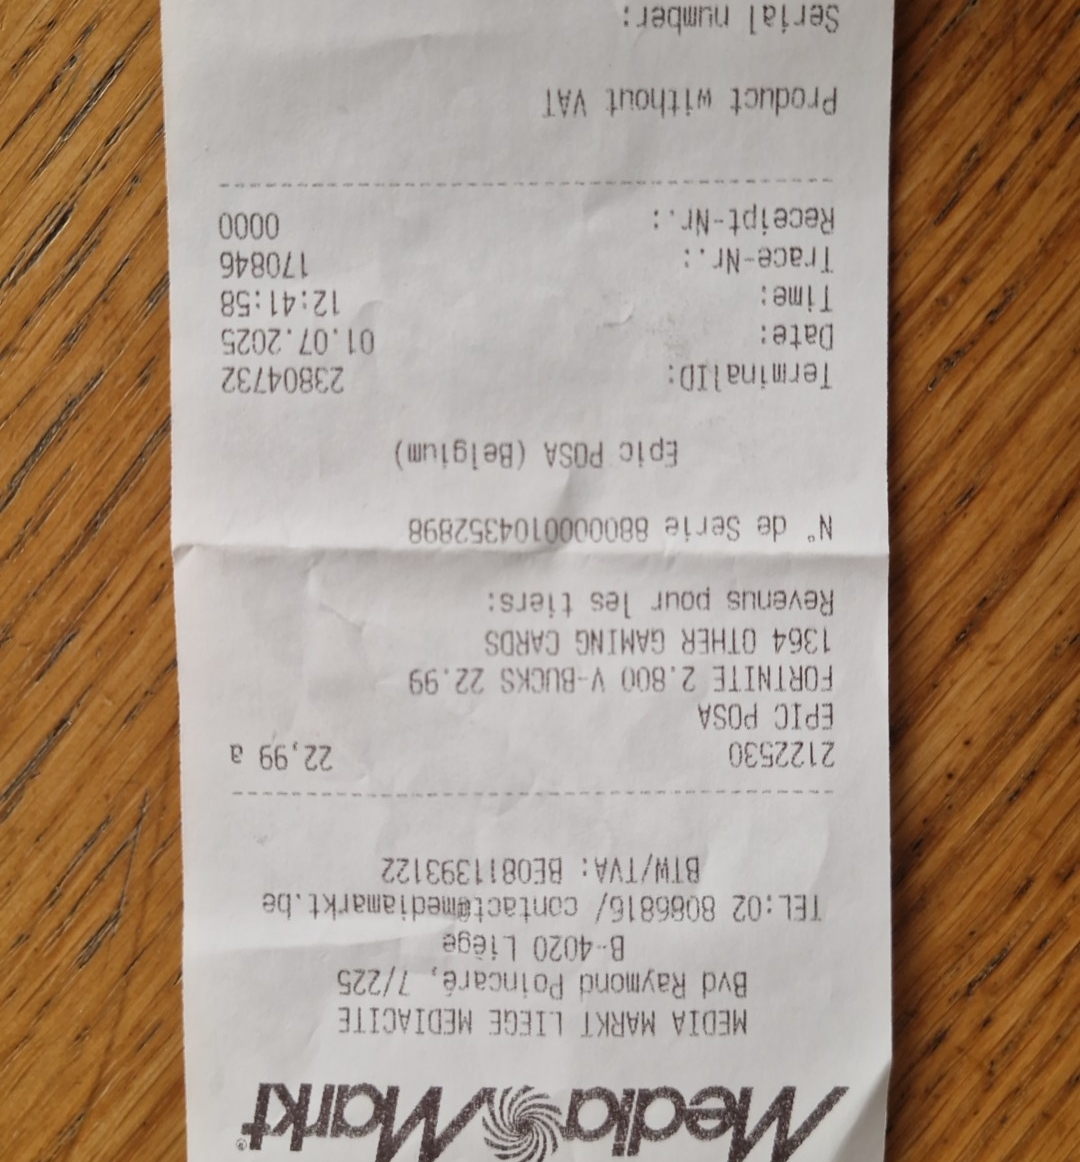 MediaMarkt®
MEDIA MARKT LIEGE MEDIACITE
Bvd Raymond Poincaré, 7/225
B-4020 Liège
TEL:02 8086816/ contact@mediamarkt.be
BTW/TVA: BE0811393122
2122530 22,99 a
EPIC POSA
FORTNITE 2.800 V-BUCKS 22.99
1364 OTHER GAMING CARDS
Revenus pour les tiers:
N° de Serie 8800000104352898
Epic POSA (Belgium)
TerminalID: 23804732
Date: 01.07.2025
Time: 12:41:58
Trace-Nr.: 170846
Receipt-Nr.: 0000
Product without VAT
Serial number: